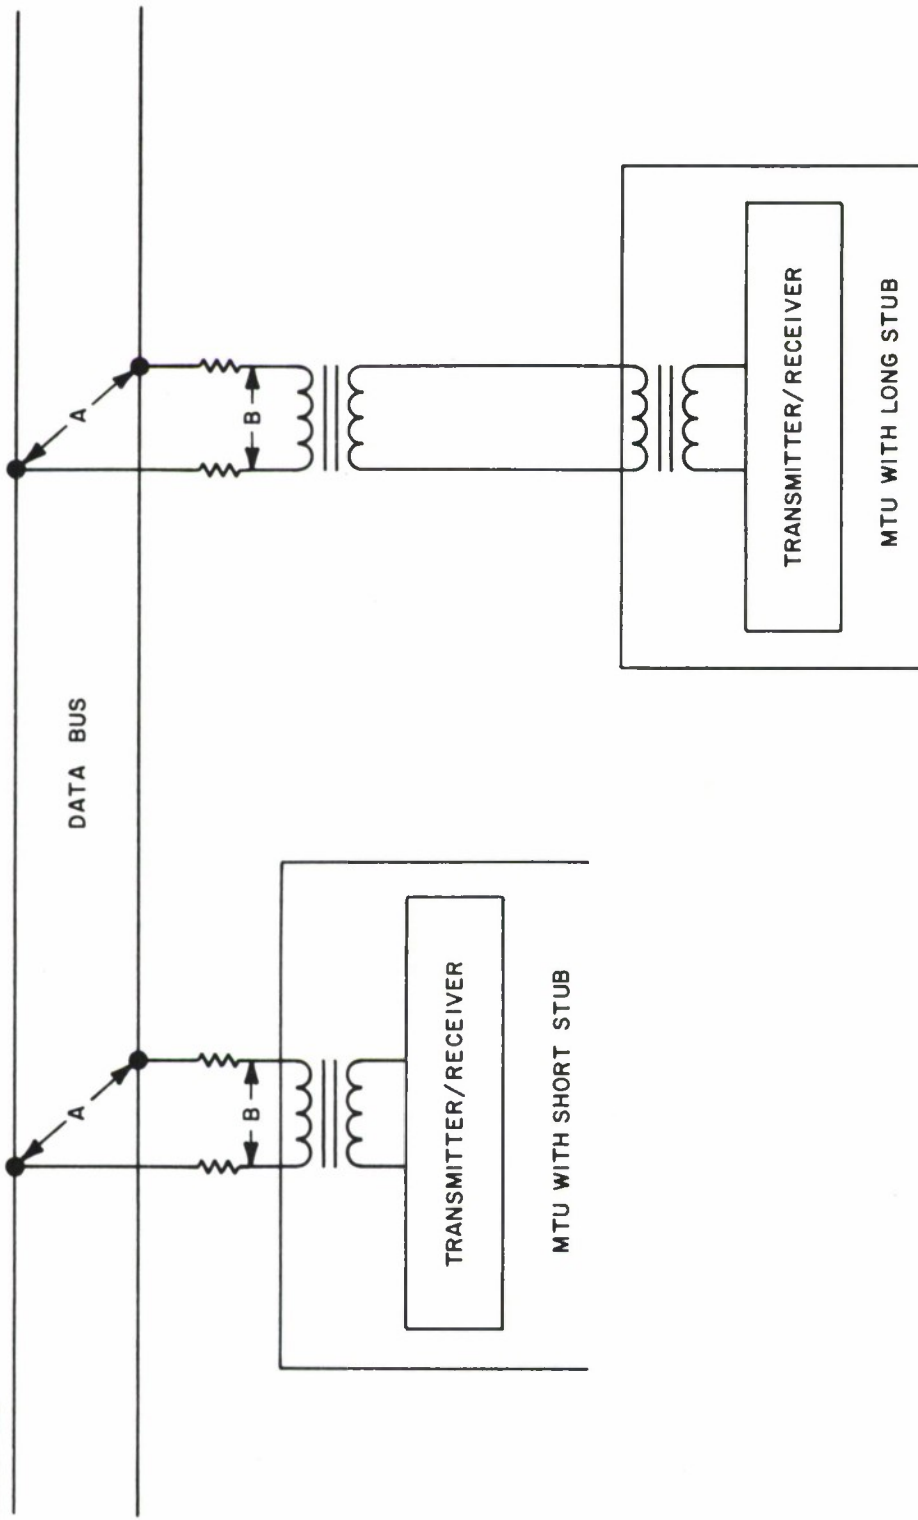 DATA BUS
A
B
TRANSMITTER/RECEIVER
MTU WITH SHORT STUB
A
B
TRANSMITTER/RECEIVER
MTU WITH LONG STUB